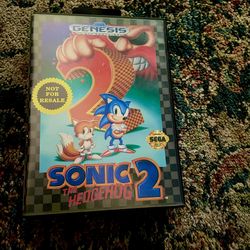 GENESIS
2
NOT
FOR
RESALE
SEGA
SONIC
THE
HEDGEHOG 2